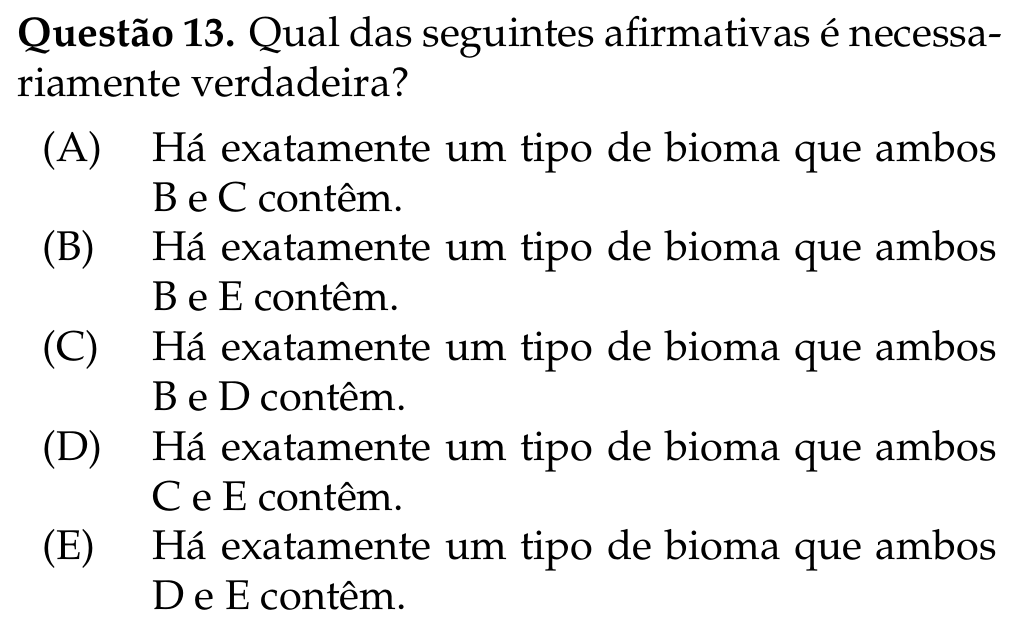 Questão 13. Qual das seguintes afirmativas é necessa-
riamente verdadeira?
(A) Há exatamente um tipo de bioma que ambos
B e C contêm.
(B) Há exatamente um tipo de bioma que ambos
B e E contêm.
(C) Há exatamente um tipo de bioma que ambos
B e D contêm.
(D) Há exatamente um tipo de bioma que ambos
C e E contêm.
(E) Há exatamente um tipo de bioma que ambos
D e E contêm.